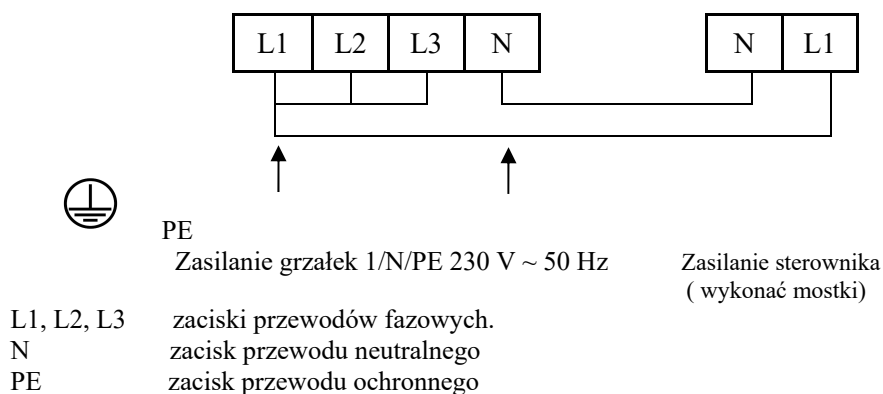 L1 L2 L3 N N L1
PE
Zasilanie grzałek 1/N/PE 230 V ~ 50 Hz Zasilanie sterownika
( wykonać mostki)
L1, L2, L3 zaciski przewodów fazowych.
N zacisk przewodu neutralnego
PE zacisk przewodu ochronnego